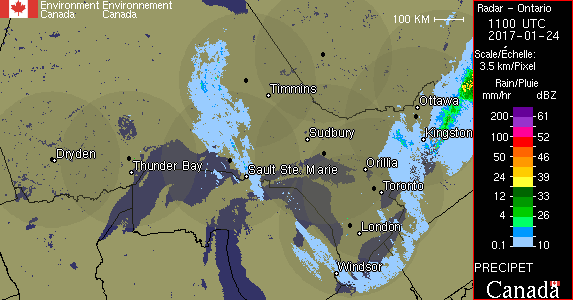 Environment Environnement
Canada Canada
100 KM
Radar - Ontario
1100 UTC
2017-01-24
Scale/Échelle:
3.5 km/Pixel
Rain/Pluie
mm/hr dBZ
200 61
100 52
50 46
24 39
12 33
4 26
0.1 10
PRECIPET
Canada
Timmins
Ottawa
Sudbury
Kingston
Dryden
Thunder Bay
Sault Ste. Marie
Orillia
Toronto
London
Windsor